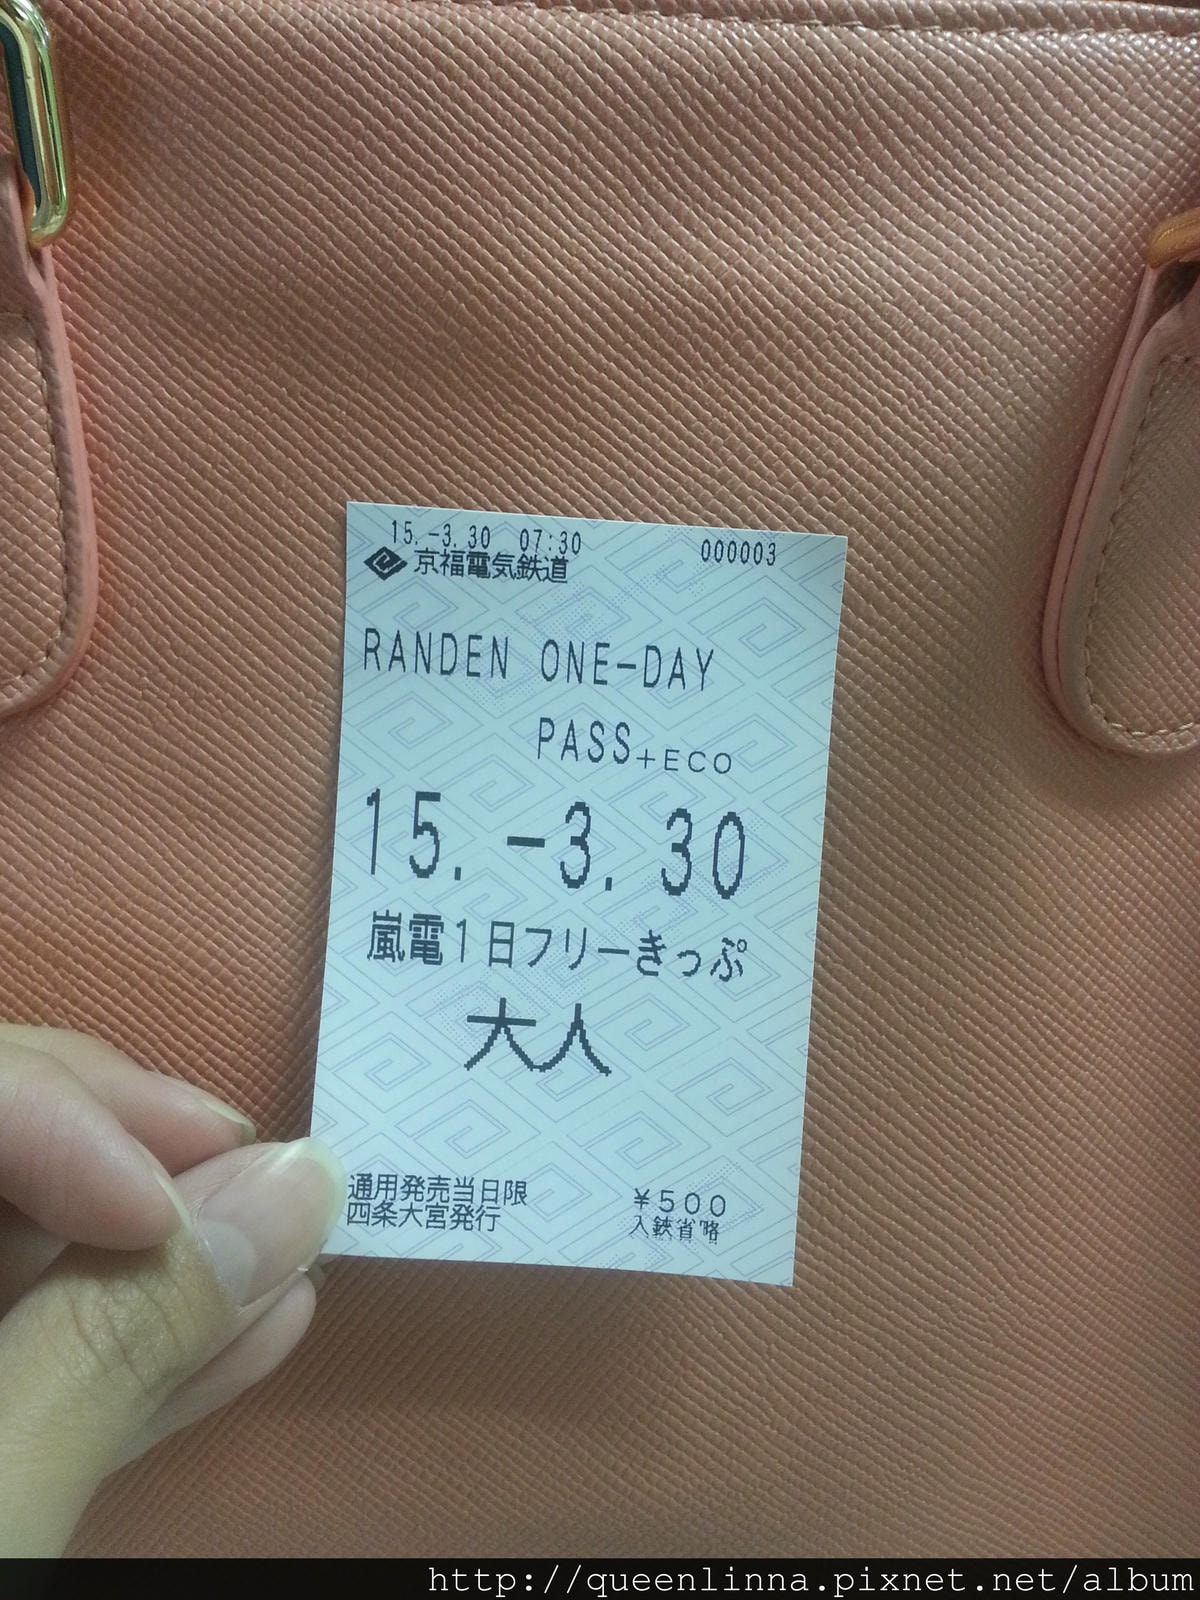 15.-3.30 07:30 000003
京福電気鉄道
RANDEN ONE-DAY
PASS+ECO
15.-3.30
嵐電1日フリーきっぷ
大人
通用発売当日限 ¥500
四条大宮発行 入鋏省略
http://queenlinna.pixnet.net/album